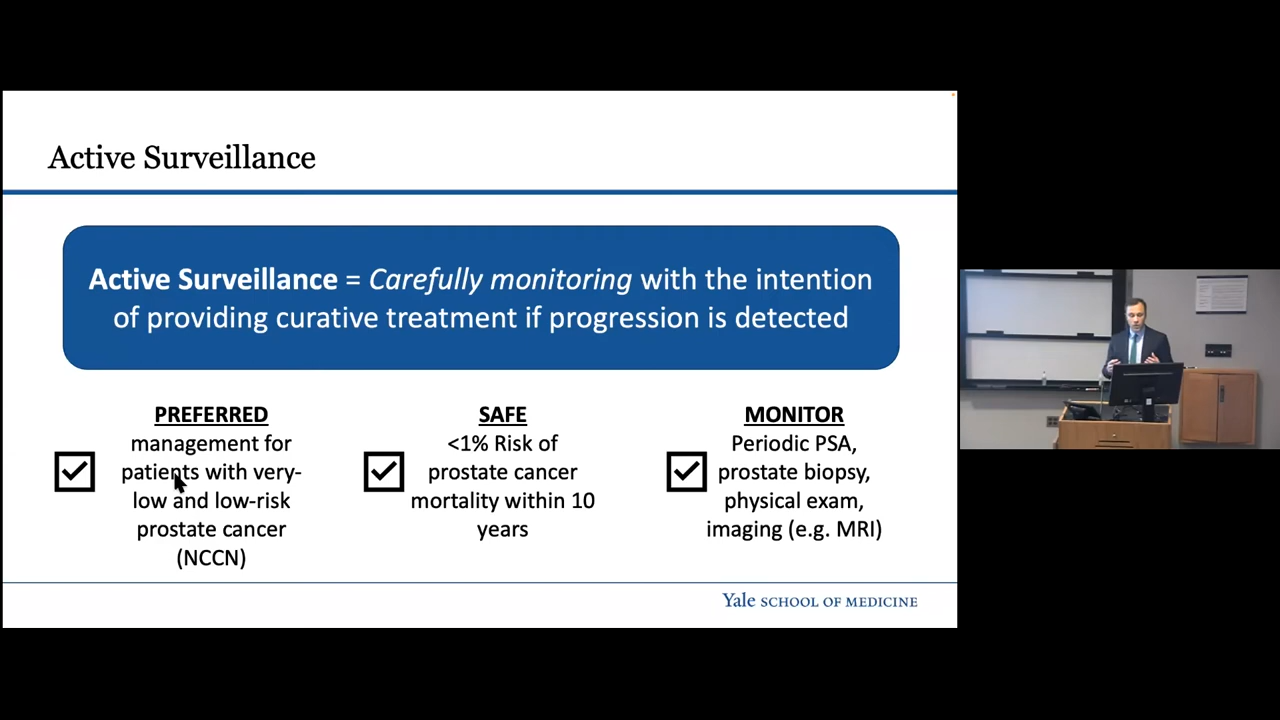 Active Surveillance
Active Surveillance = Carefully monitoring with the intention
of providing curative treatment if progression is detected
PREFERRED
management for
patients with very-
low and low-risk
prostate cancer
(NCCN)
SAFE
<1% Risk of
prostate cancer
mortality within 10
years
MONITOR
Periodic PSA,
prostate biopsy,
physical exam,
imaging (e.g. MRI)
Yale SCHOOL OF MEDICINE